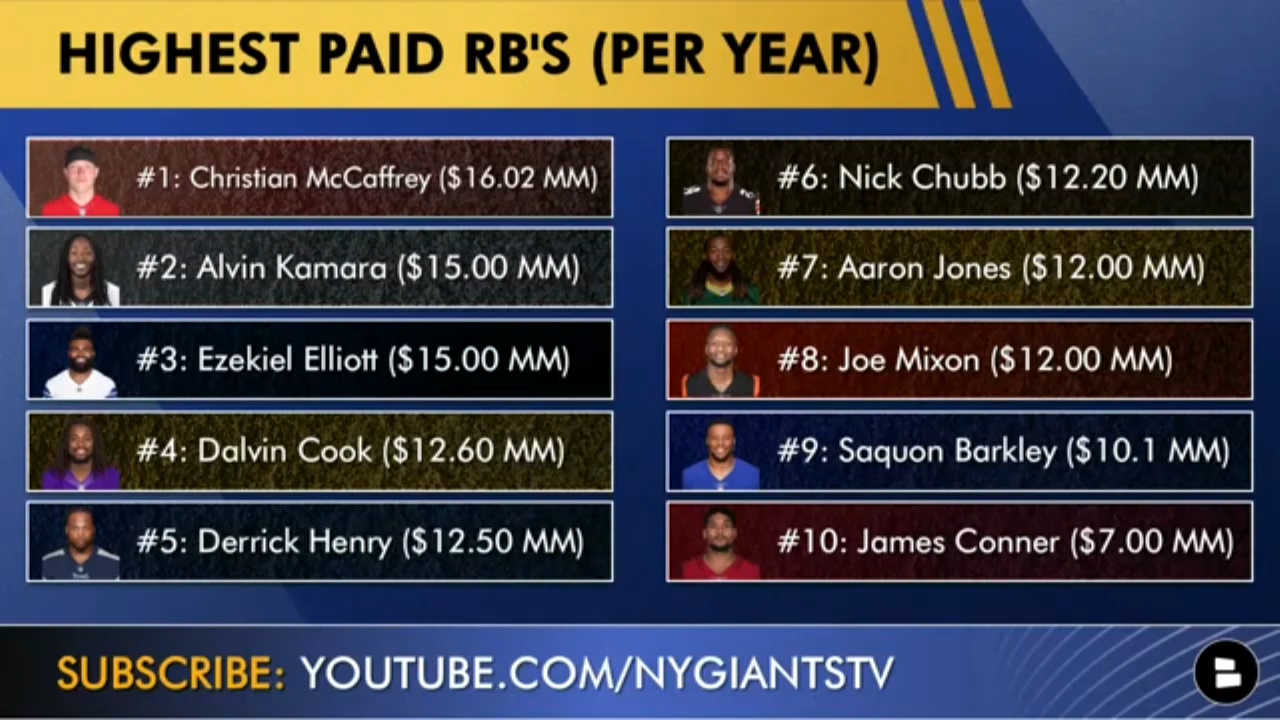 HIGHEST PAID RB'S (PER YEAR)
#1: Christian McCaffrey ($16.02 MM)
#2: Alvin Kamara ($15.00 MM)
#3: Ezekiel Elliott ($15.00 MM)
#4: Dalvin Cook ($12.60 MM)
#5: Derrick Henry ($12.50 MM)
#6: Nick Chubb ($12.20 MM)
#7: Aaron Jones ($12.00 MM)
#8: Joe Mixon ($12.00 MM)
#9: Saquon Barkley ($10.1 MM)
#10: James Conner ($7.00 MM)
SUBSCRIBE: YOUTUBE.COM/NYGIANTSTV